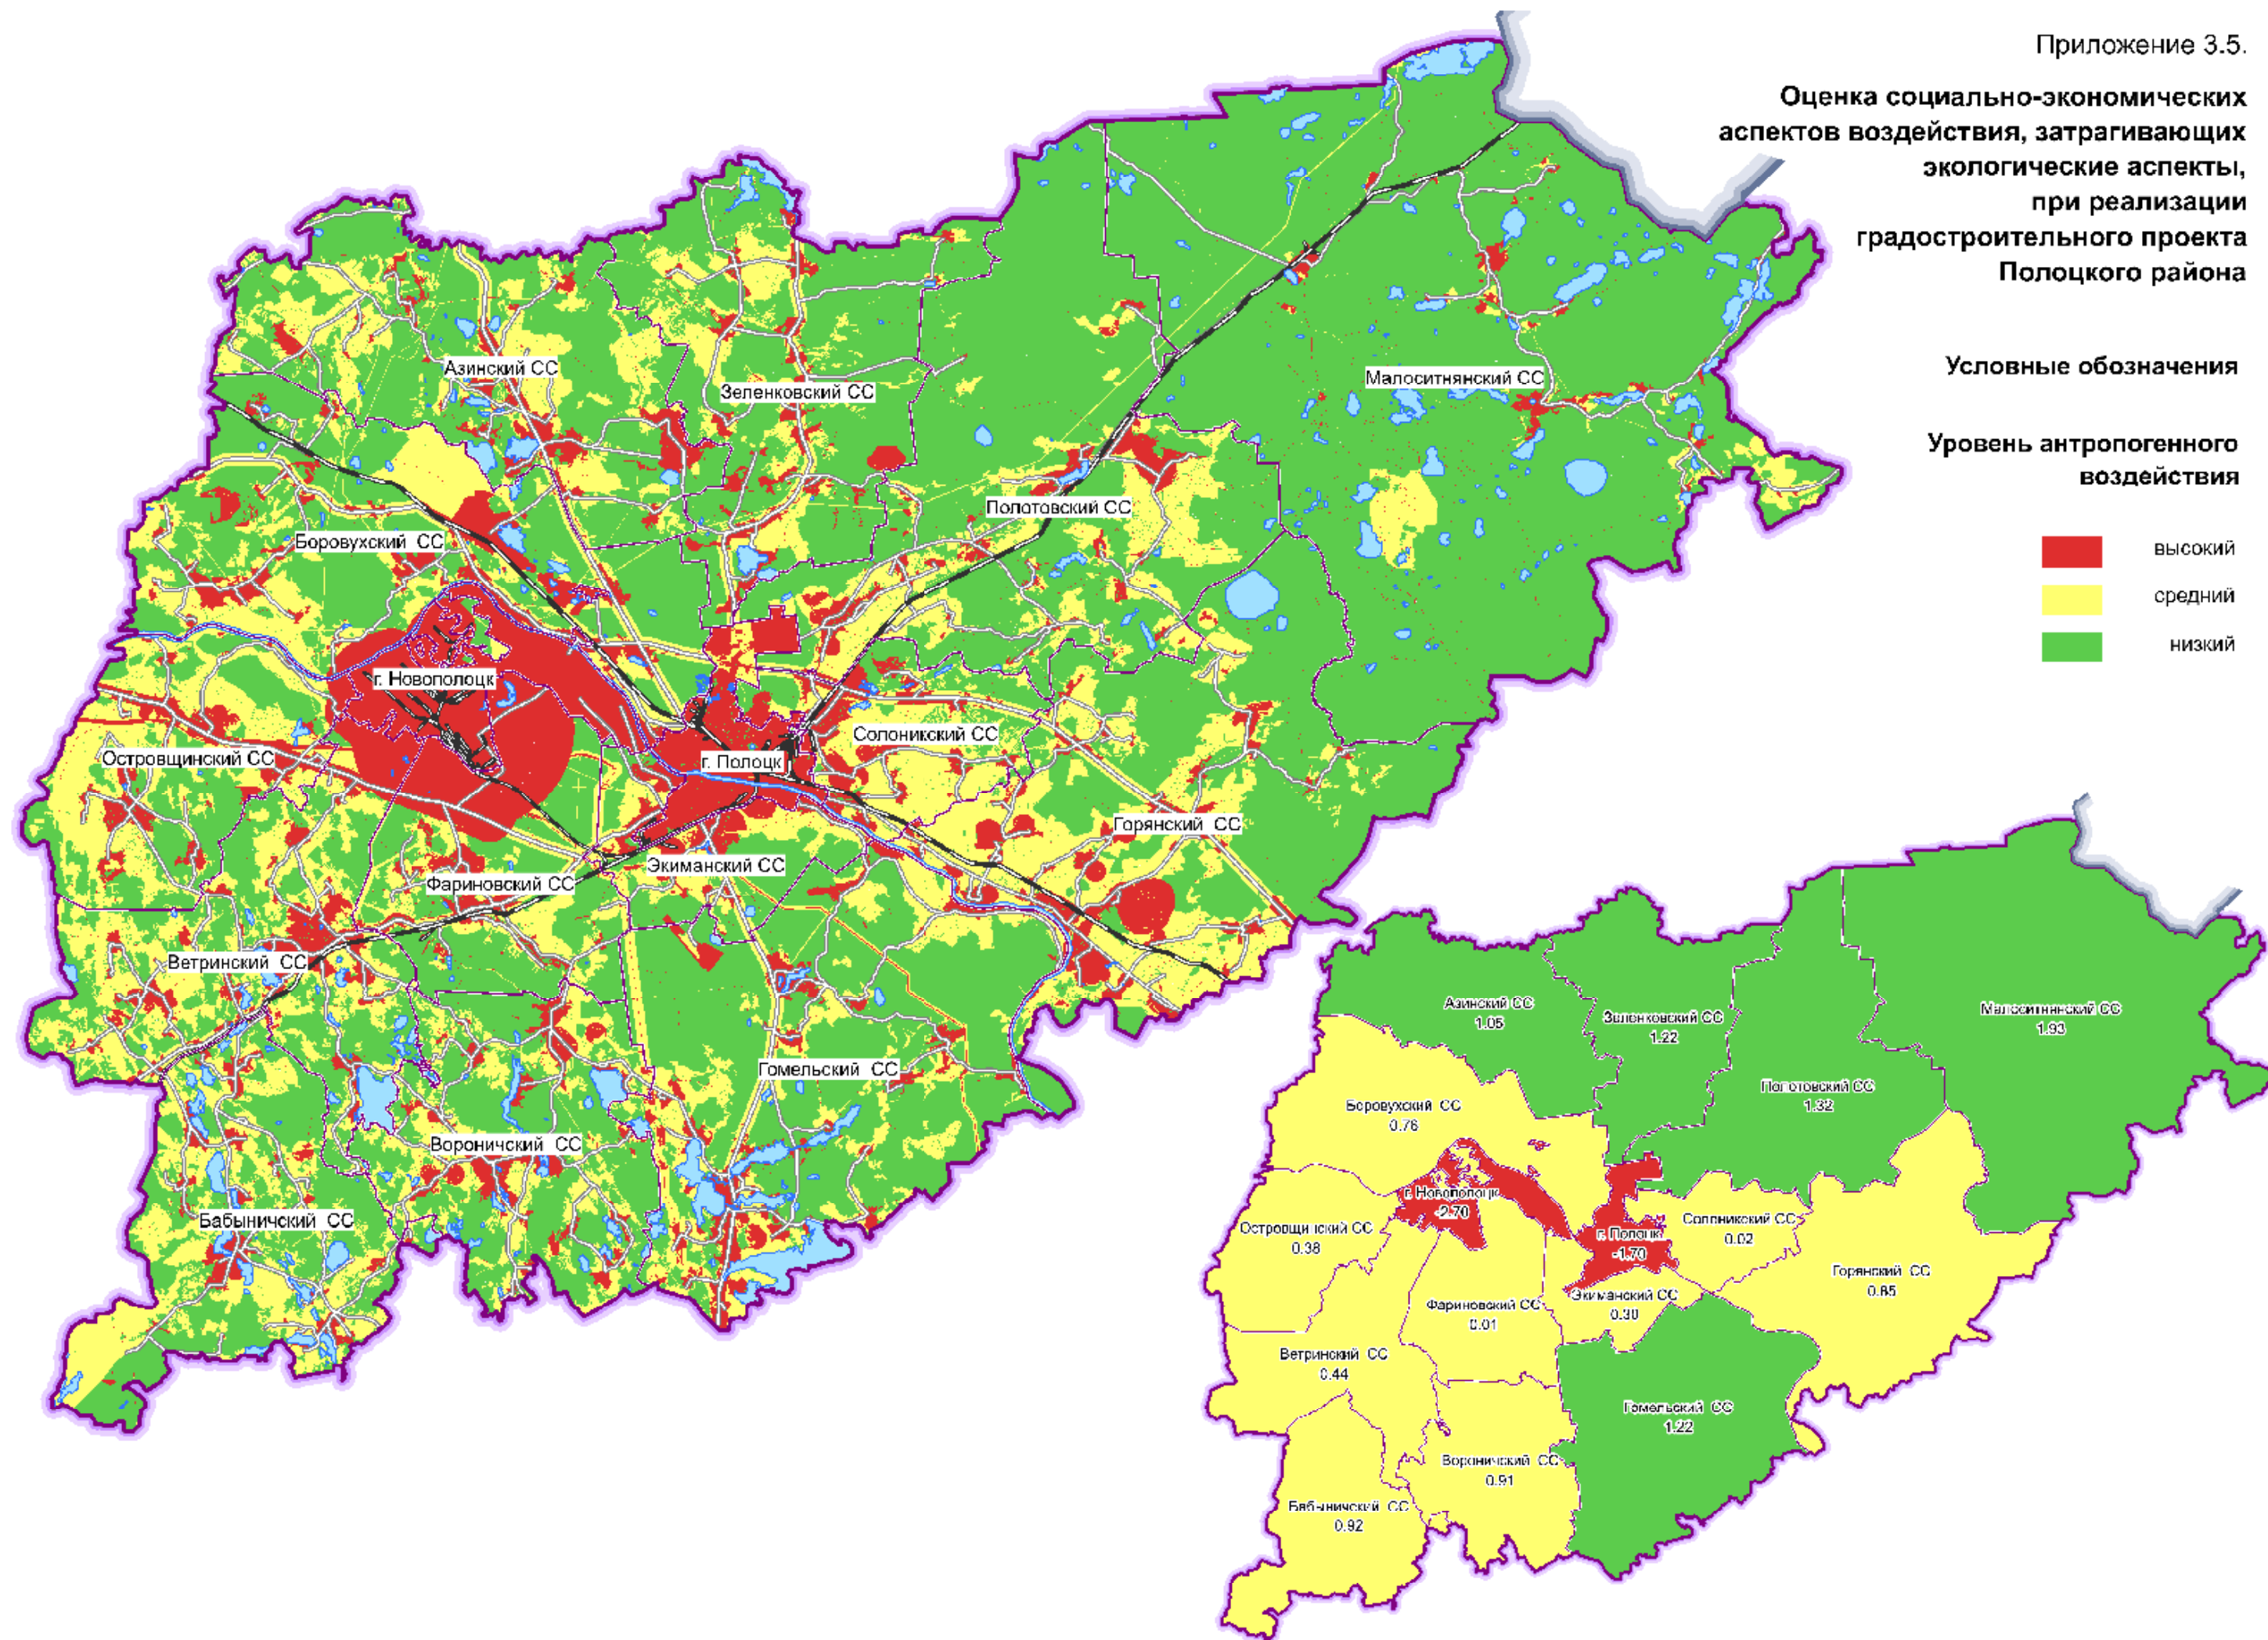 Приложение 3.5.
Оценка социально-экономических
аспектов воздействия, затрагивающих
экологические аспекты,
при реализации
градостроительного проекта
Полоцкого района
Условные обозначения
Уровень антропогенного
воздействия
высокий
средний
низкий
Азинский СС
Зеленковский СС
Малоситнянский СС
Полотовский СС
Боровухский СС
г. Новополоцк
Солоникский СС
Островщинский СС
г. Полоцк
Горянский СС
Экиманский СС
Фариновский СС
Ветринский СС
Гомельский СС
Вороничский СС
Бабыничский СС
Азинский СС
1.05
Зеленковский СС
1.22
Малоситнянский СС
1.93
Полотовский СС
1.32
Боровухский СС
0.76
г. Новополоцк
-2.70
Островщинский СС
0.38
г. Полоцк
-1.70
Солоникский СС
0.02
Горянский СС
0.85
Экиманский СС
0.30
Фариновский СС
0.01
Ветринский СС
0.44
Гомельский СС
1.22
Вороничский СС
0.91
Бабыничский СС
0.92